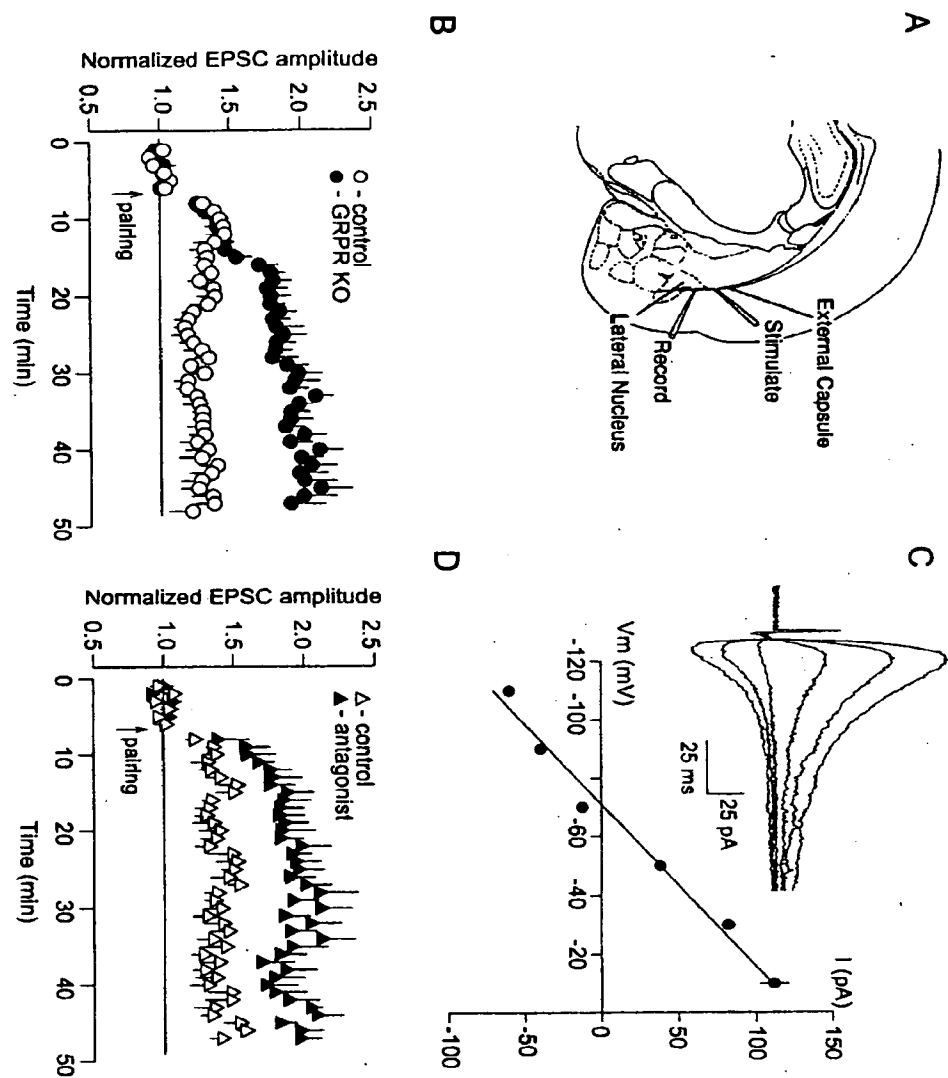 A
External Capsule
Stimulate
Record
Lateral Nucleus
B
Normalized EPSC amplitude
2.5
2.0
1.5
1.0
0.5
○ - control
● - GRPR KO
pairing
0 10 20 30 40 50
Time (min)
C
25 pA
25 ms
Vm (mV)
-120 -100 -60 -40 -20
I (pA)
150
100
50
0
-50
-100
D
Normalized EPSC amplitude
2.5
2.0
1.5
1.0
0.5
△ - control
▲ - antagonist
pairing
0 10 20 30 40 50
Time (min)